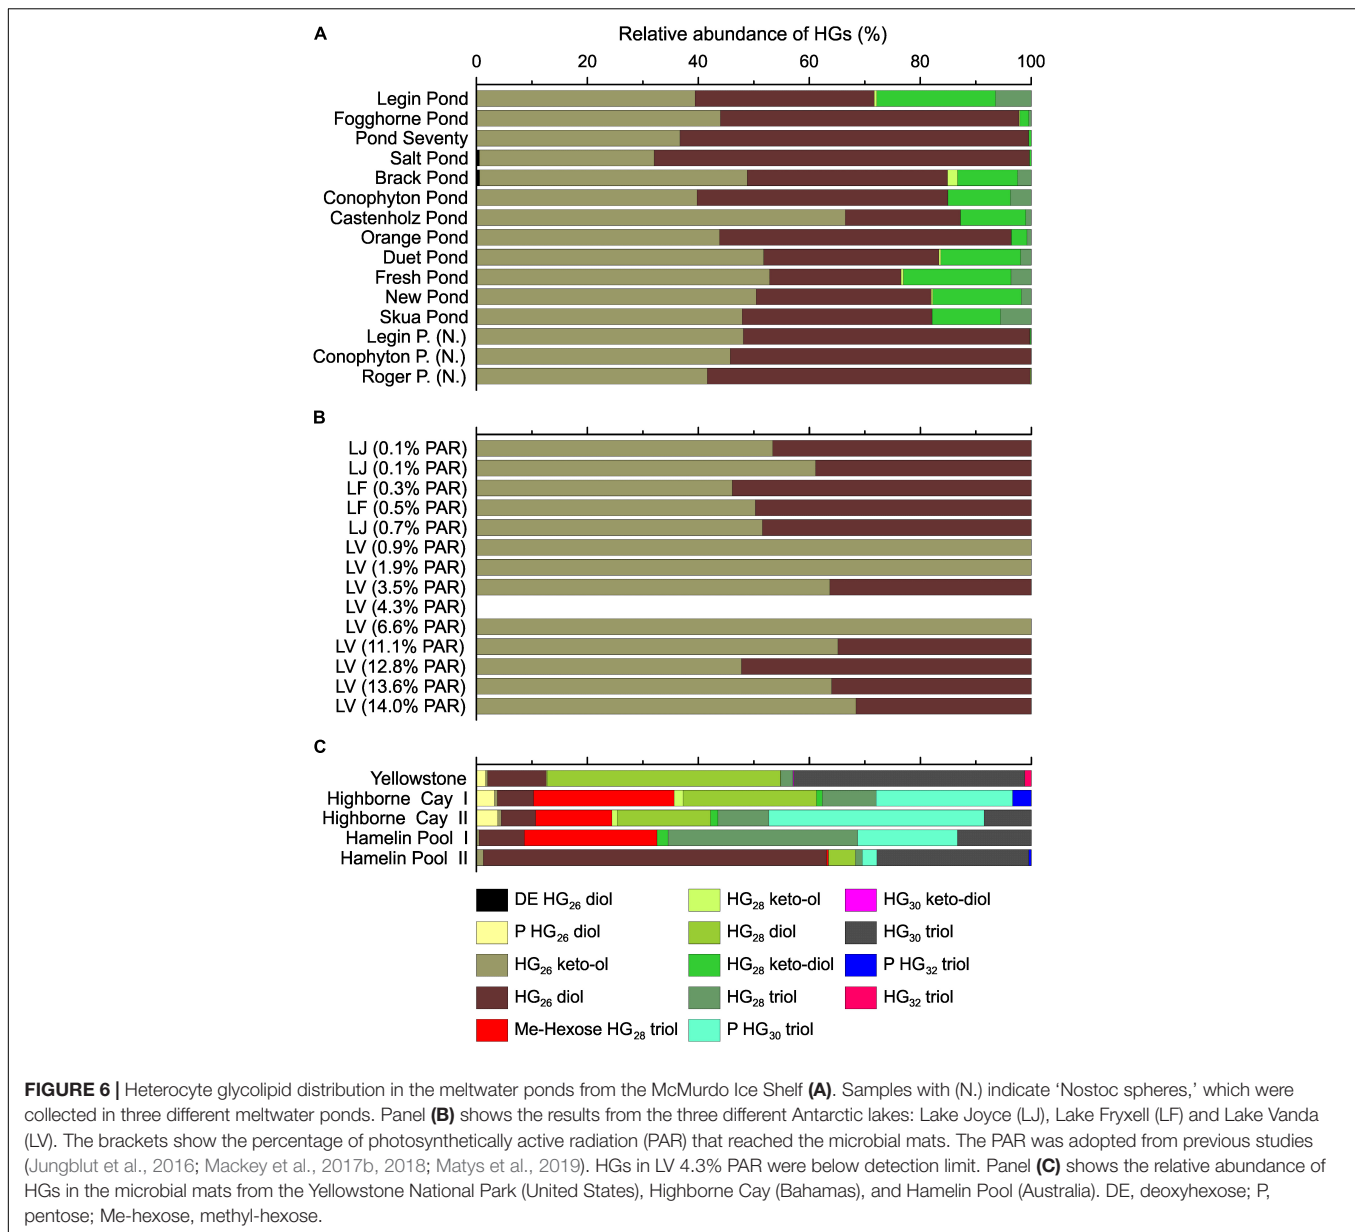 A
Relative abundance of HGs (%)
0 20 40 60 80 100
Legin Pond
Fogghorne Pond
Pond Seventy
Salt Pond
Brack Pond
Conophyton Pond
Castenholz Pond
Orange Pond
Duet Pond
Fresh Pond
New Pond
Skua Pond
Legin P. (N.)
Conophyton P. (N.)
Roger P. (N.)
B
LJ (0.1% PAR)
LJ (0.1% PAR)
LF (0.3% PAR)
LF (0.5% PAR)
LJ (0.7% PAR)
LV (0.9% PAR)
LV (1.9% PAR)
LV (3.5% PAR)
LV (4.3% PAR)
LV (6.6% PAR)
LV (11.1% PAR)
LV (12.8% PAR)
LV (13.6% PAR)
LV (14.0% PAR)
C
Yellowstone
Highborne Cay I
Highborne Cay II
Hamelin Pool I
Hamelin Pool II
DE HG₂₆ diol HG₂₈ keto-ol HG₃₀ keto-diol
P HG₂₆ diol HG₂₈ diol HG₃₀ triol
HG₂₆ keto-ol HG₂₈ keto-diol P HG₃₂ triol
HG₂₆ diol HG₂₈ triol HG₃₂ triol
Me-Hexose HG₂₈ triol P HG₃₀ triol
FIGURE 6 | Heterocyte glycolipid distribution in the meltwater ponds from the McMurdo Ice Shelf (A). Samples with (N.) indicate ‘Nostoc spheres,’ which were
collected in three different meltwater ponds. Panel (B) shows the results from the three different Antarctic lakes: Lake Joyce (LJ), Lake Fryxell (LF) and Lake Vanda
(LV). The brackets show the percentage of photosynthetically active radiation (PAR) that reached the microbial mats. The PAR was adopted from previous studies
(Jungblut et al., 2016; Mackey et al., 2017b, 2018; Matys et al., 2019). HGs in LV 4.3% PAR were below detection limit. Panel (C) shows the relative abundance of
HGs in the microbial mats from the Yellowstone National Park (United States), Highborne Cay (Bahamas), and Hamelin Pool (Australia). DE, deoxyhexose; P,
pentose; Me-hexose, methyl-hexose.